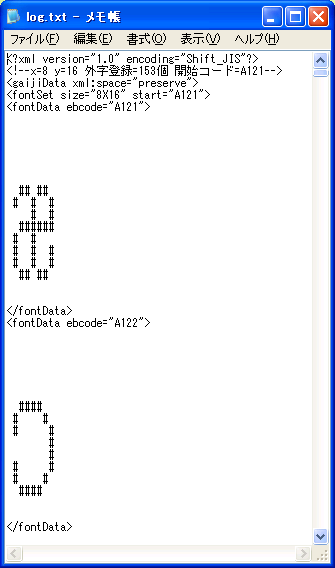 log.txt - メモ帳
ファイル(F) 編集(E) 書式(O) 表示(V) ヘルプ(H)
<?xml version="1.0" encoding="Shift_JIS"?>
<!--x=8 y=16 外字登録=153個 開始コード=A121-->
<gaijiData xml:space="preserve">
<fontSet size="8X16" start="A121">
<fontData ebcode="A121">
  ## ##
 #  #  #
    #  #
  ######
 #  #
 #  #  #
 #  #  #
  ## ##
</fontData>
<fontData ebcode="A122">
  ####
 #    #
 #     #
       #
       #
 #     #
 #    #
  ####
</fontData>